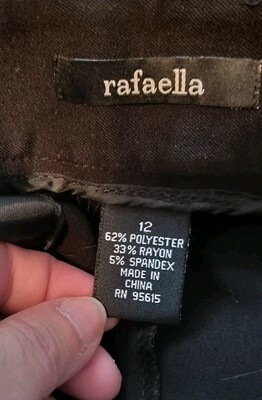 rafaella
12
62% POLYESTER
33% RAYON
5% SPANDEX
MADE IN
CHINA
RN 95615